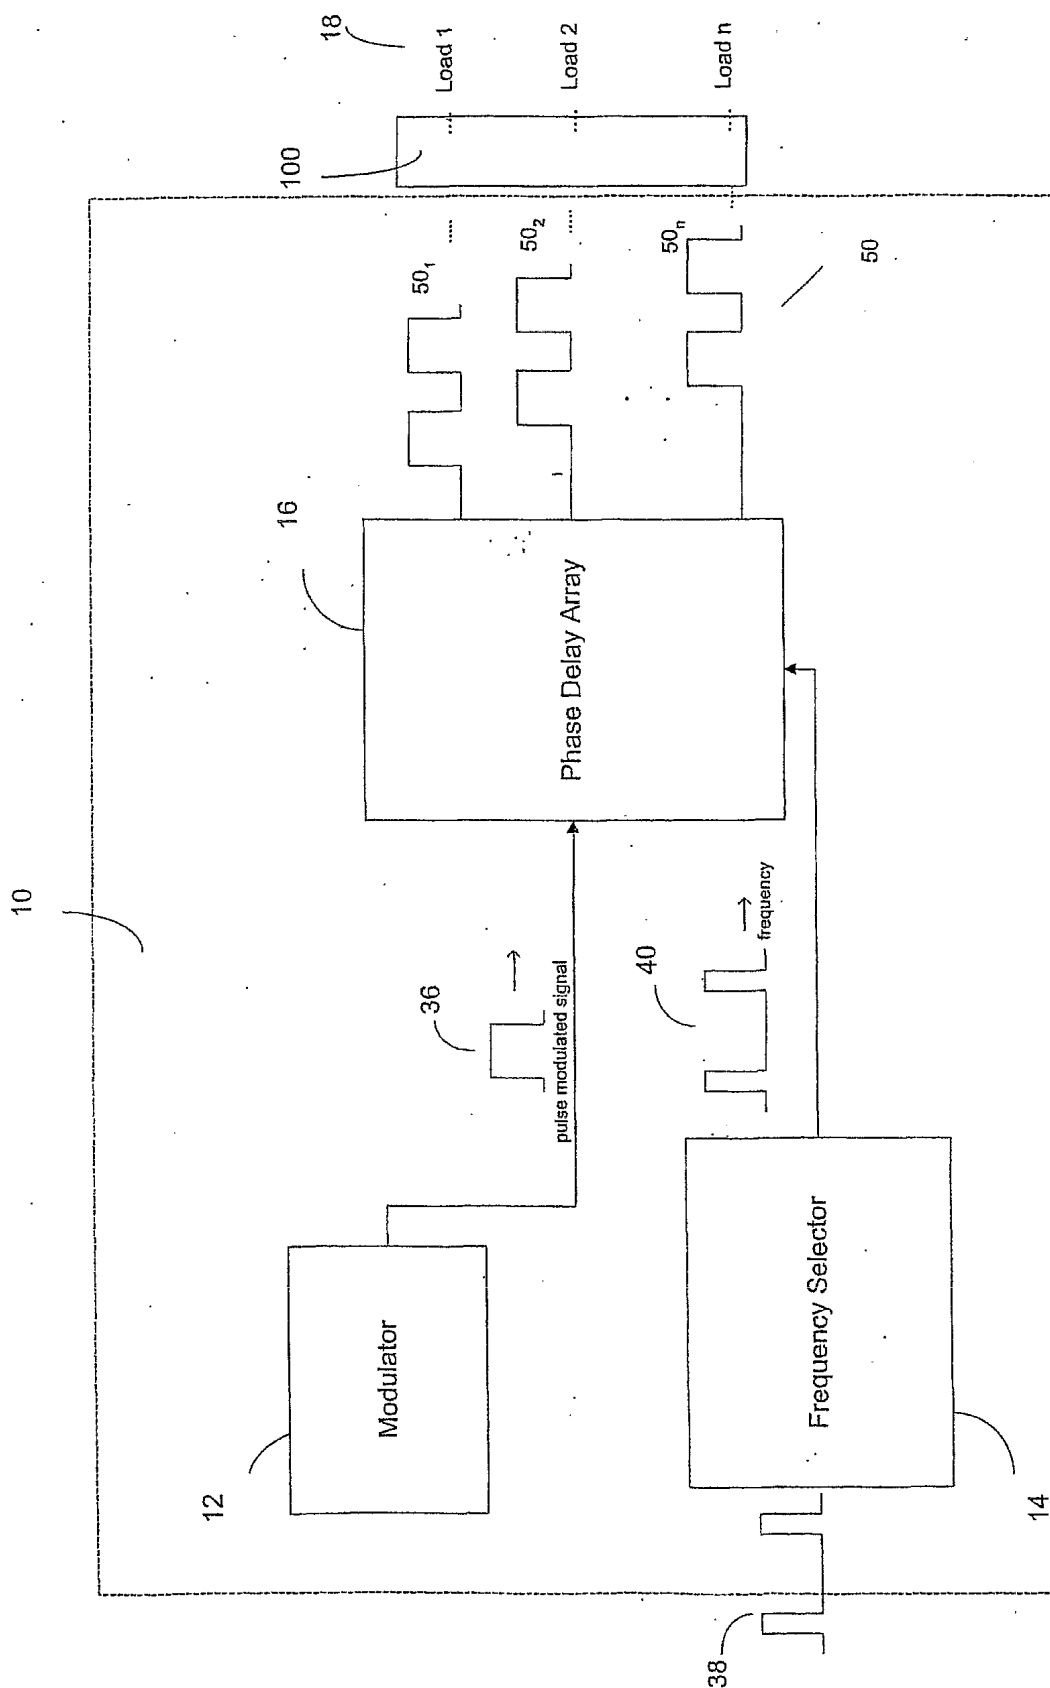 10
12
Modulator
36
pulse modulated signal
16
Phase Delay Array
50₁
50₂
50ₙ
50
100
18
Load 1
Load 2
Load n
38
14
Frequency Selector
40
frequency